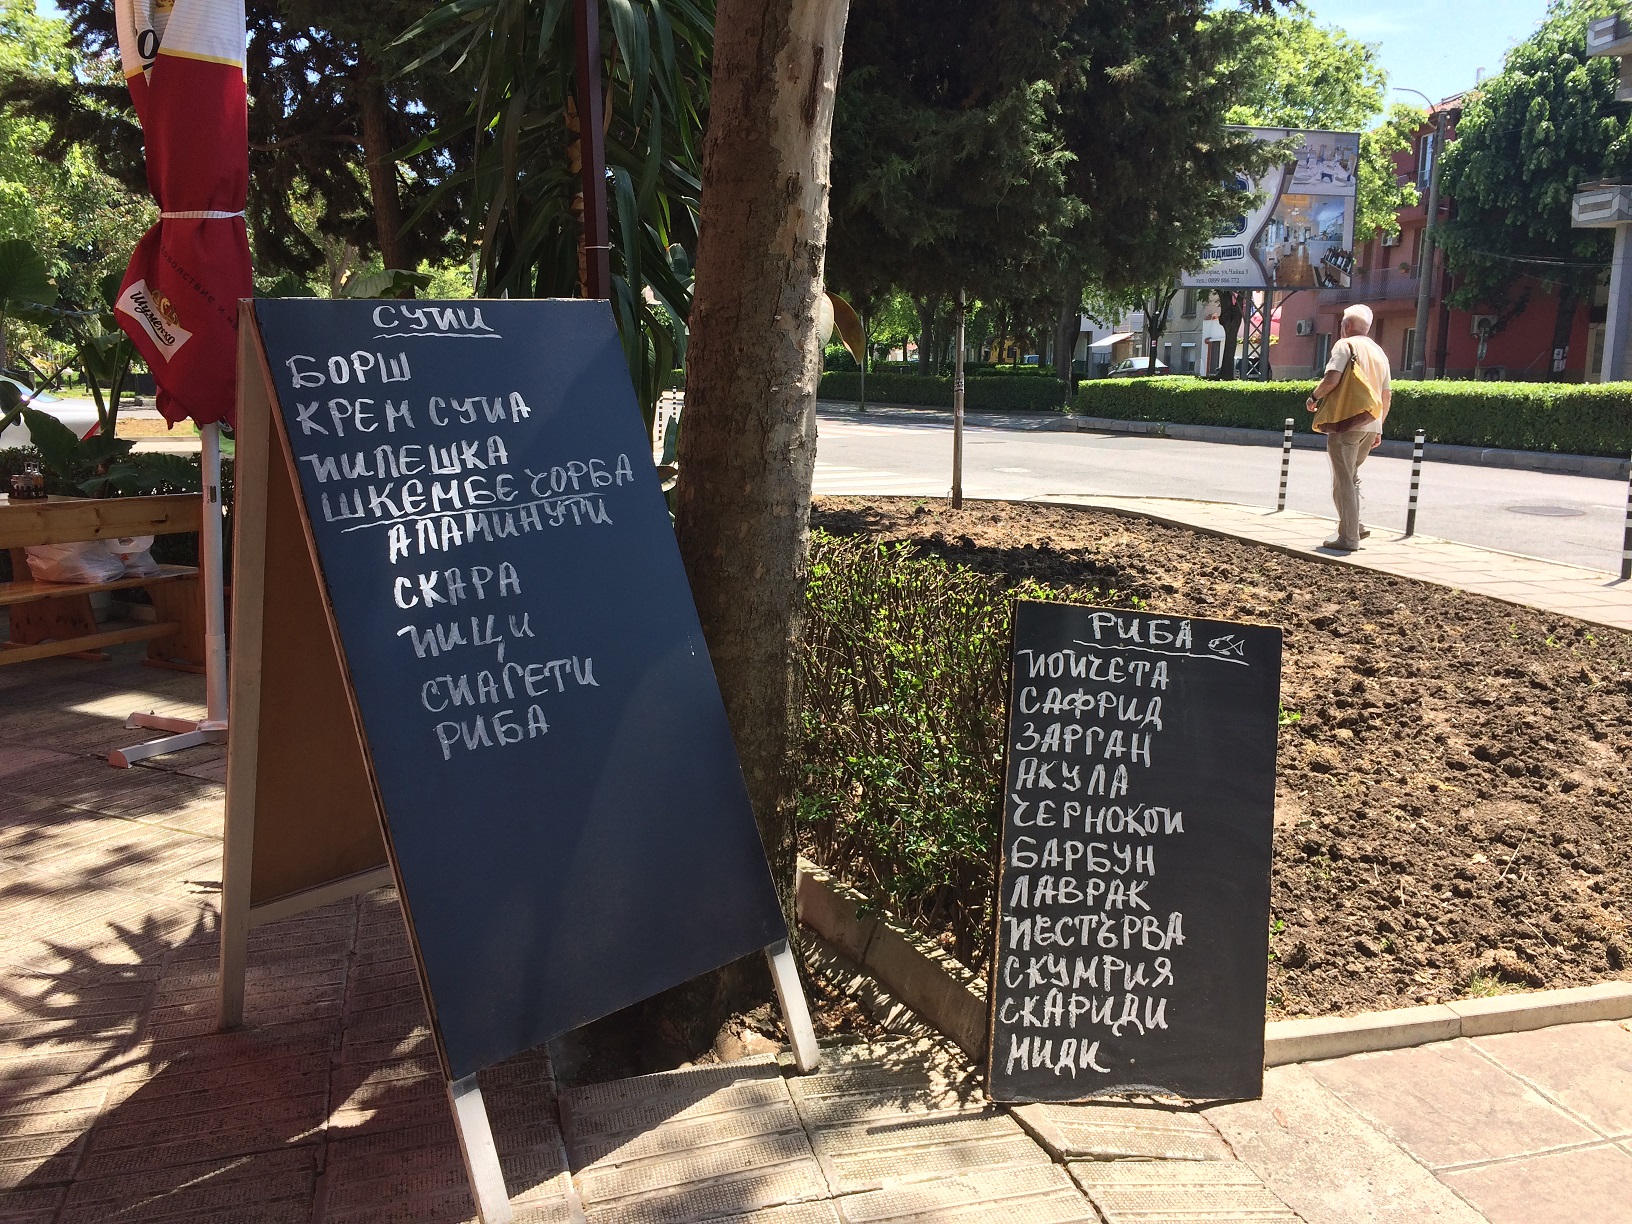 СУПИ
БОРШ
КРЕМ СУПА
ПИЛЕШКА
ШКЕМБЕ ЧОРБА
АЛАМИНУТИ
СКАРА
ПИЦИ
СПАГЕТИ
РИБА
РИБА
ПОПЧЕТА
САФРИД
ЗАРГАН
АКУЛА
ЧЕРНОКОП
БАРБУН
ЛАВРАК
ПЕСТЪРВА
СКУМРИЯ
СКАРИДИ
МИДИ
Шуменско